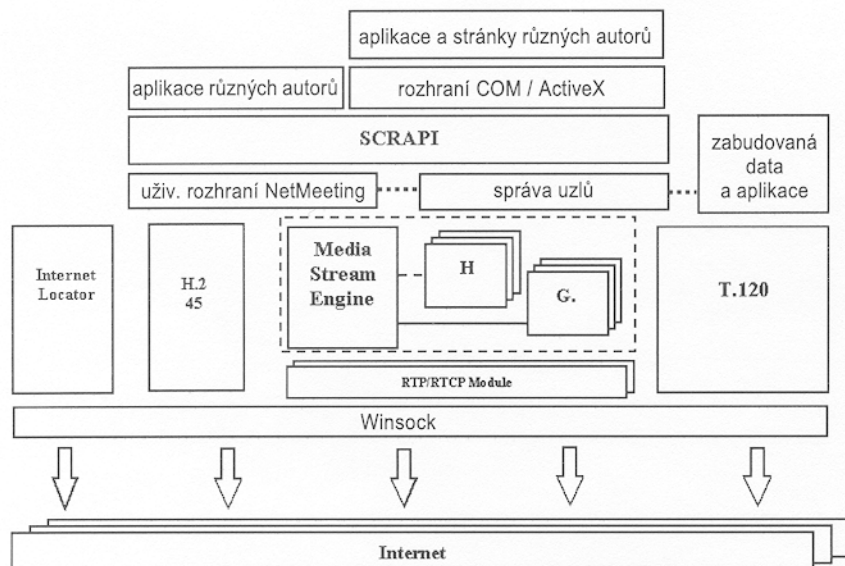 aplikace a stránky různých autorů
aplikace různých autorů
rozhraní COM / ActiveX
SCRAPI
zabudovaná
data
a aplikace
uživ. rozhraní NetMeeting
správa uzlů
Internet
Locator
H.2
45
Media
Stream
Engine
H
G.
T.120
RTP/RTCP Module
Winsock
Internet